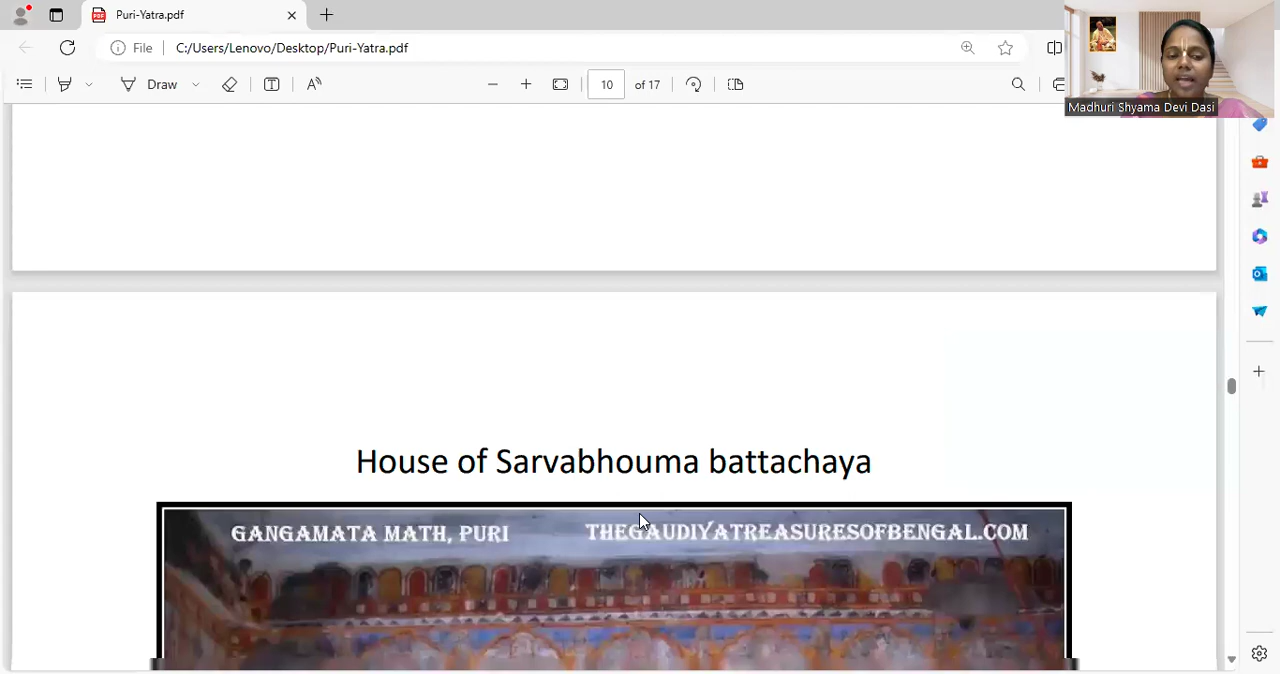 Puri-Yatra.pdf
File
C:/Users/Lenovo/Desktop/Puri-Yatra.pdf
Draw
10
of 17
Madhuri Shyama Devi Dasi
House of Sarvabhouma battachaya
GANGAMATA MATH, PURI
THEGAUDIYATREASURESOFBENGAL.COM